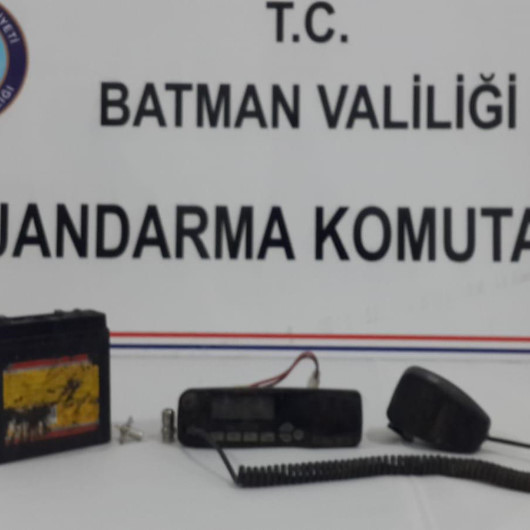 T.C.
BATMAN VALİLİĞİ
JANDARMA KOMUTA